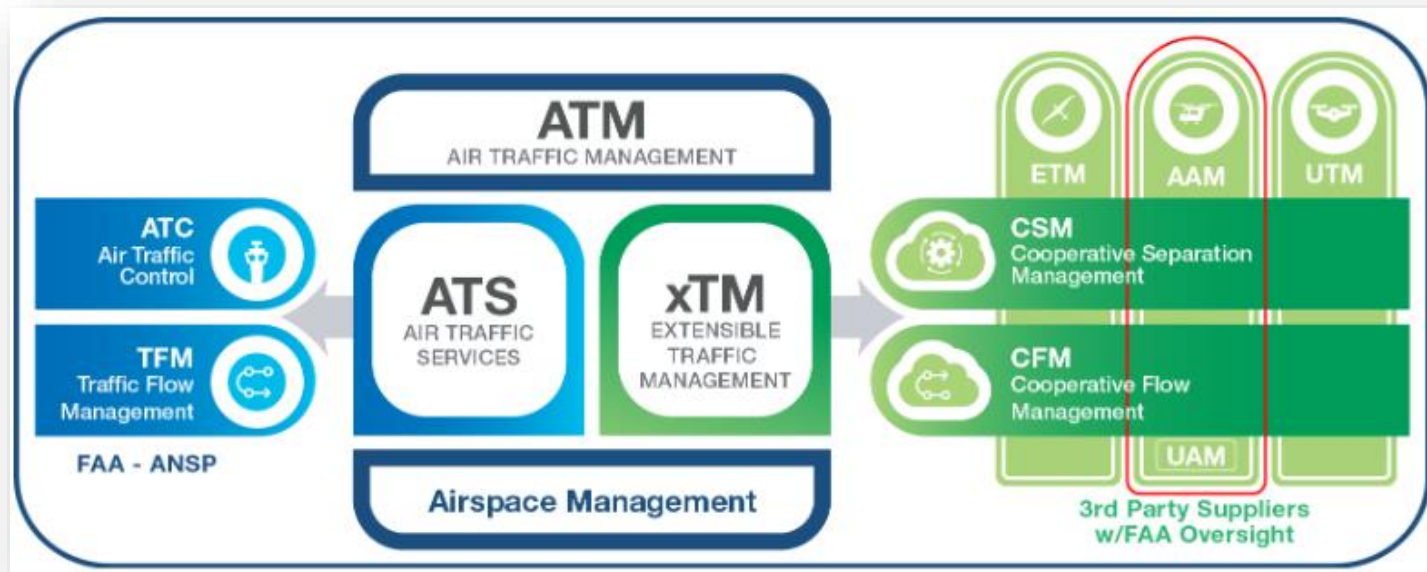 ATM
AIR TRAFFIC MANAGEMENT
ATC
Air Traffic
Control
TFM
Traffic Flow
Management
FAA - ANSP
ATS
AIR TRAFFIC
SERVICES
xTM
EXTENSIBLE
TRAFFIC
MANAGEMENT
Airspace Management
ETM
AAM
UTM
CSM
Cooperative Separation
Management
CFM
Cooperative Flow
Management
UAM
3rd Party Suppliers
w/FAA Oversight